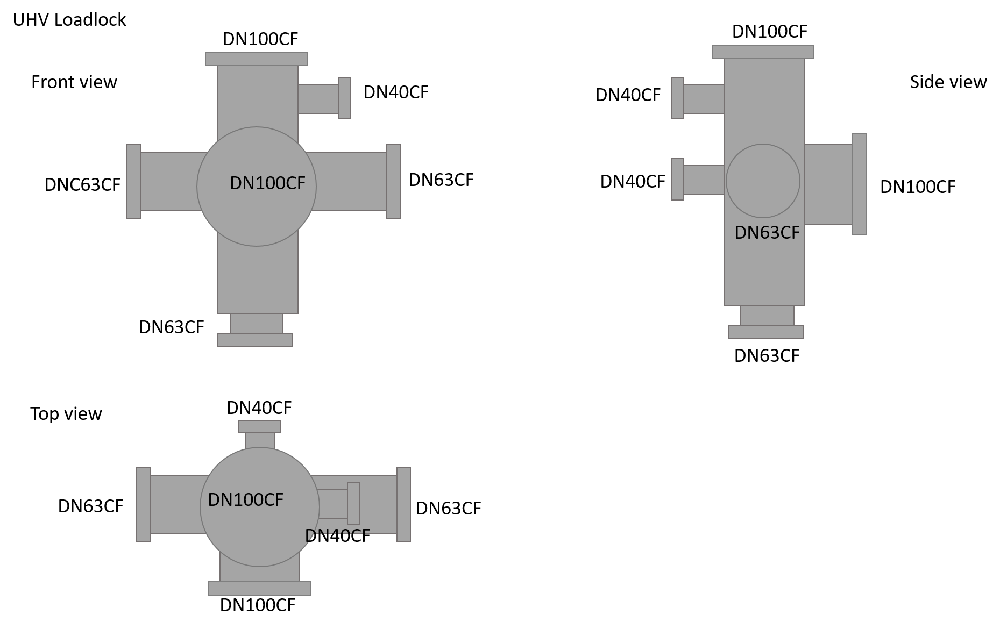 UHV Loadlock
Front view
DN100CF
DN40CF
DNC63CF
DN100CF
DN63CF
DN63CF
Side view
DN100CF
DN40CF
DN40CF
DN100CF
DN63CF
DN63CF
Top view
DN40CF
DN63CF
DN100CF
DN63CF
DN40CF
DN100CF